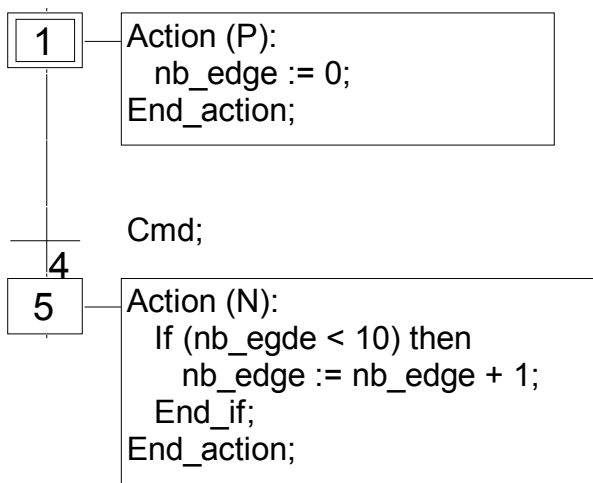 1
Action (P):
nb_edge := 0;
End_action;
Cmd;
4
5
Action (N):
If (nb_egde < 10) then
nb_edge := nb_edge + 1;
End_if;
End_action;